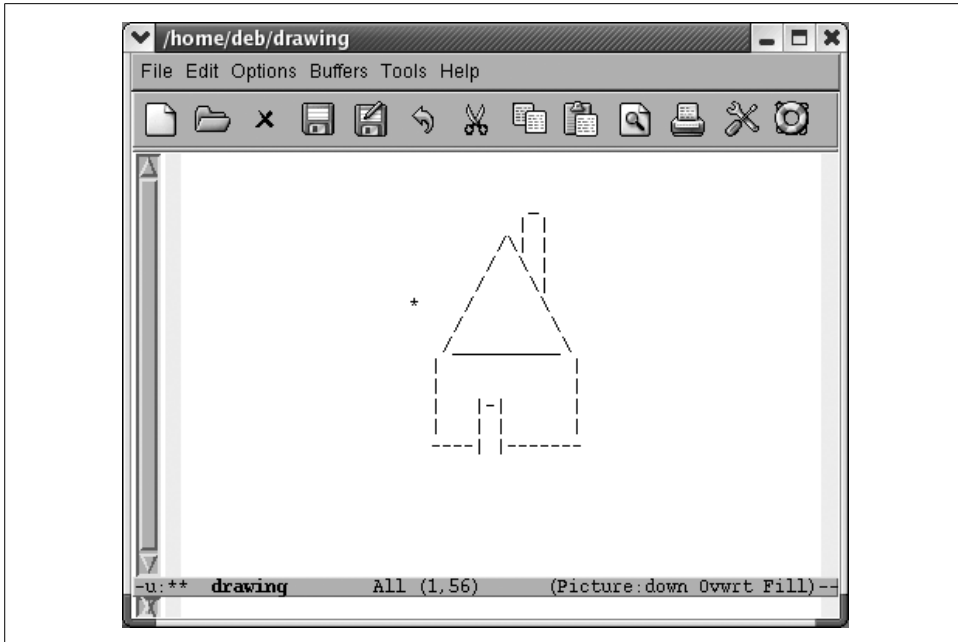 /home/deb/drawing
File Edit Options Buffers Tools Help
*
-u:** drawing All (1,56) (Picture:down Ovwrt Fill)--